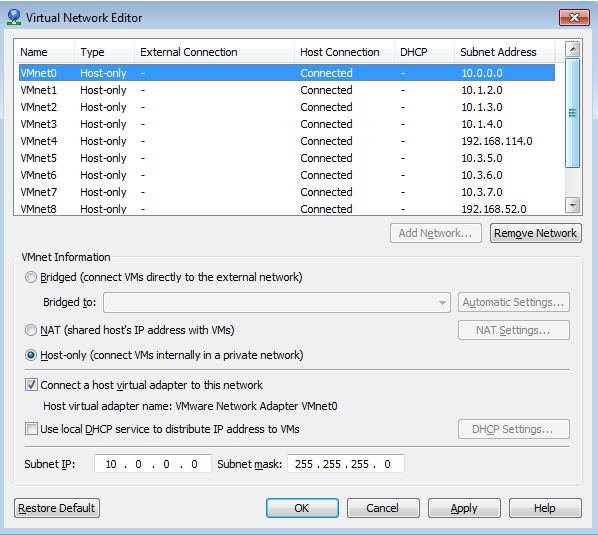 Virtual Network Editor
Name Type External Connection Host Connection DHCP Subnet Address
VMnet0 Host-only - Connected - 10.0.0.0
VMnet1 Host-only - Connected - 10.1.2.0
VMnet2 Host-only - Connected - 10.1.3.0
VMnet3 Host-only - Connected - 10.1.4.0
VMnet4 Host-only - Connected - 192.168.114.0
VMnet5 Host-only - Connected - 10.3.5.0
VMnet6 Host-only - Connected - 10.3.6.0
VMnet7 Host-only - Connected - 10.3.7.0
VMnet8 Host-only - Connected - 192.168.52.0
Add Network... Remove Network
VMnet Information
Bridged (connect VMs directly to the external network)
Bridged to: Automatic Settings...
NAT (shared host's IP address with VMs) NAT Settings...
Host-only (connect VMs internally in a private network)
Connect a host virtual adapter to this network
Host virtual adapter name: VMware Network Adapter VMnet0
Use local DHCP service to distribute IP address to VMs DHCP Settings...
Subnet IP: 10 . 0 . 0 . 0 Subnet mask: 255 . 255 . 255 . 0
Restore Default OK Cancel Apply Help